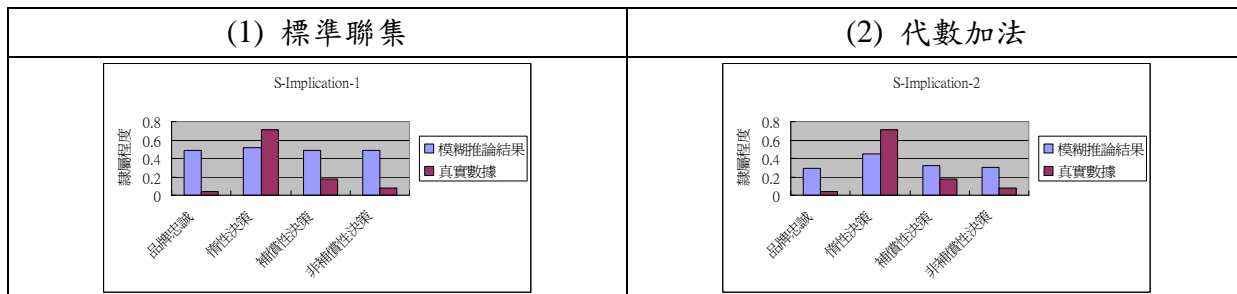 (1) 標準聯集
(2) 代數加法
S-Implication-1
隸屬程度
0.8
0.6
0.4
0.2
0
品牌忠誠
惰性決策
補償性決策
非補償性決策
模糊推論結果
真實數據
S-Implication-2
隸屬程度
0.8
0.6
0.4
0.2
0
品牌忠誠
惰性決策
補償性決策
非補償性決策
模糊推論結果
真實數據